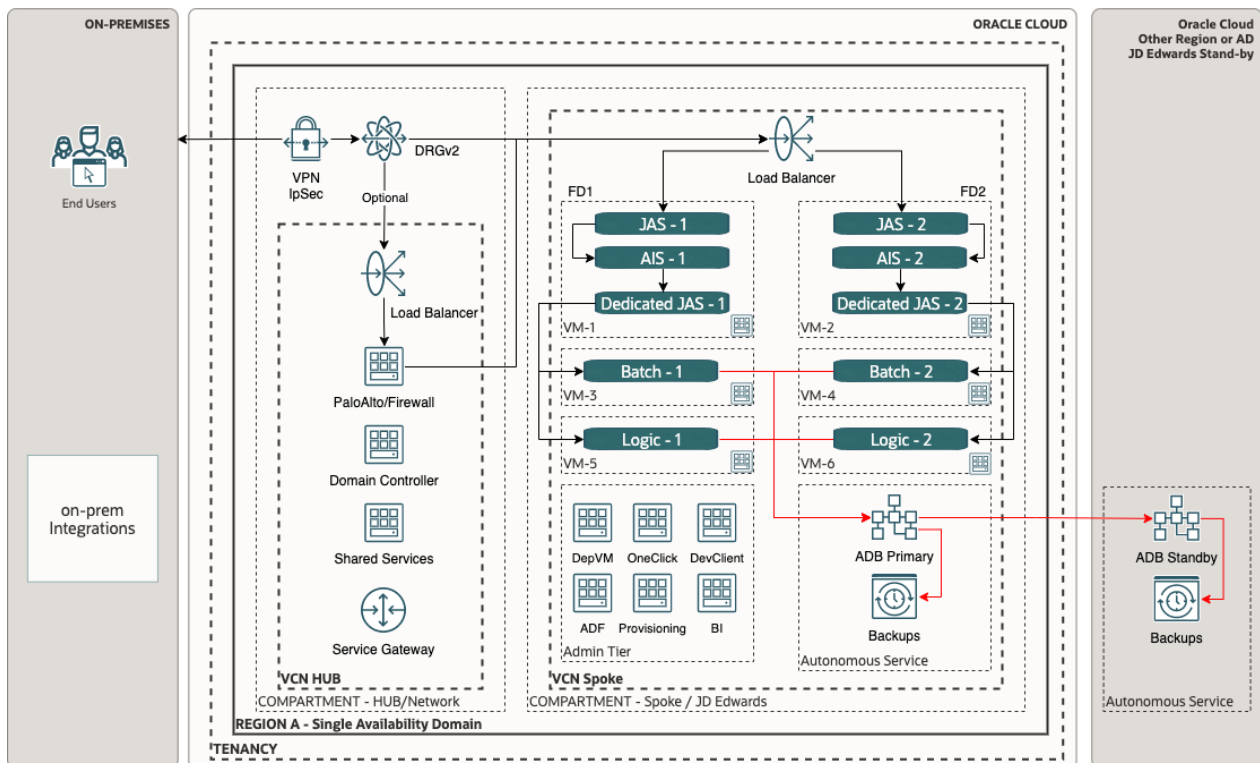 ON-PREMISES
End Users
on-prem
Integrations
ORACLE CLOUD
VPN
IpSec
DRGv2
Optional
Load Balancer
PaloAlto/Firewall
Domain Controller
Shared Services
Service Gateway
VCN HUB
COMPARTMENT - HUB/Network
Load Balancer
FD1
FD2
JAS - 1
AIS - 1
Dedicated JAS - 1
VM-1
JAS - 2
AIS - 2
Dedicated JAS - 2
VM-2
Batch - 1
VM-3
Batch - 2
VM-4
Logic - 1
VM-5
Logic - 2
VM-6
DepVM
OneClick
DevClient
ADF
Provisioning
BI
Admin Tier
ADB Primary
Backups
Autonomous Service
VCN Spoke
COMPARTMENT - Spoke / JD Edwards
REGION A - Single Availability Domain
TENANCY
Oracle Cloud
Other Region or AD
JD Edwards Stand-by
ADB Standby
Backups
Autonomous Service